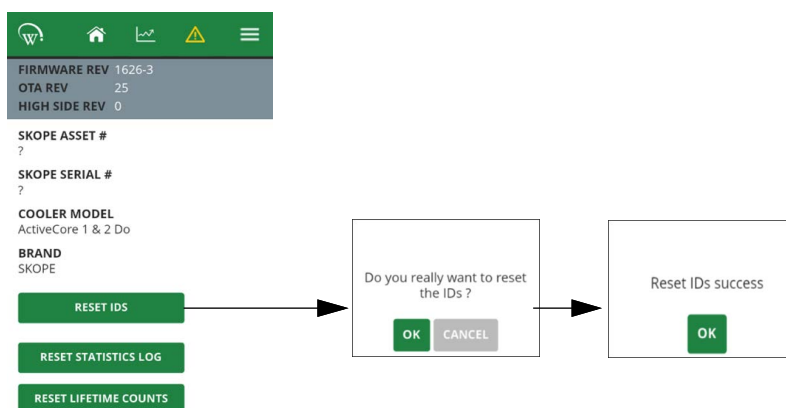 W
FIRMWARE REV 1626-3
OTA REV 25
HIGH SIDE REV 0
SKOPE ASSET #
?
SKOPE SERIAL #
?
COOLER MODEL
ActiveCore 1 & 2 Do
BRAND
SKOPE
RESET IDS
RESET STATISTICS LOG
RESET LIFETIME COUNTS
Do you really want to reset
the IDs ?
OK CANCEL
Reset IDs success
OK